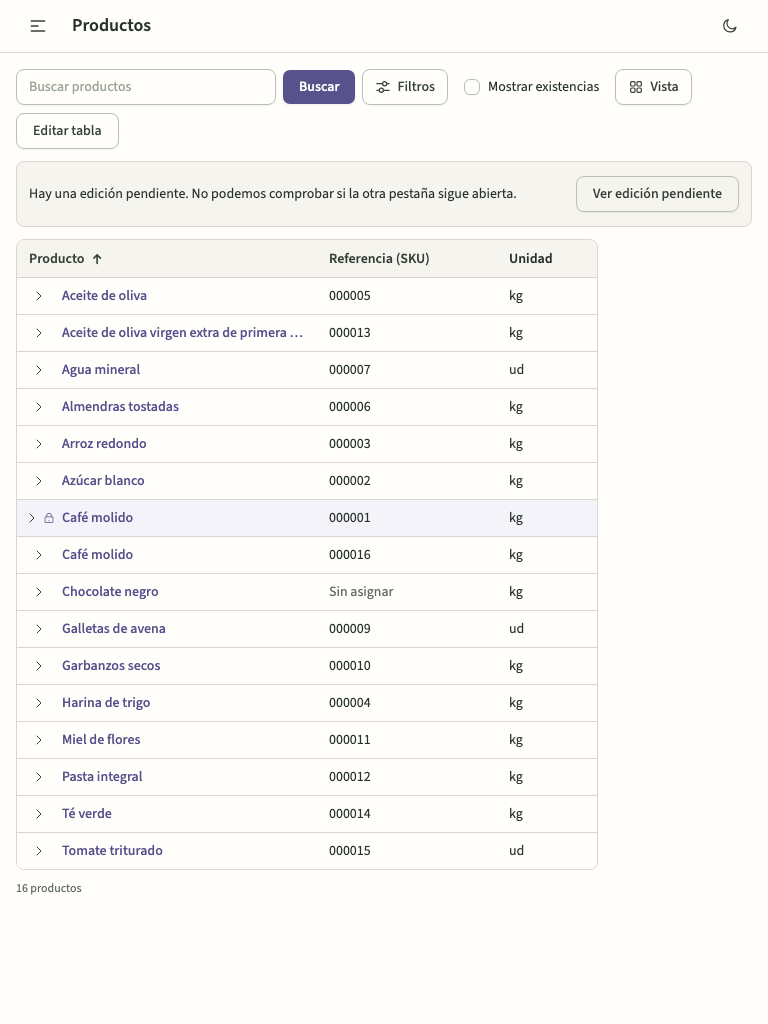 Productos
Buscar productos
Buscar
Filtros
Mostrar existencias
Vista
Editar tabla
Hay una edición pendiente. No podemos comprobar si la otra pestaña sigue abierta.
Ver edición pendiente
Producto ↑ Referencia (SKU) Unidad
Aceite de oliva 000005 kg
Aceite de oliva virgen extra de primera … 000013 kg
Agua mineral 000007 ud
Almendras tostadas 000006 kg
Arroz redondo 000003 kg
Azúcar blanco 000002 kg
Café molido 000001 kg
Café molido 000016 kg
Chocolate negro Sin asignar kg
Galletas de avena 000009 ud
Garbanzos secos 000010 kg
Harina de trigo 000004 kg
Miel de flores 000011 kg
Pasta integral 000012 kg
Té verde 000014 kg
Tomate triturado 000015 ud
16 productos